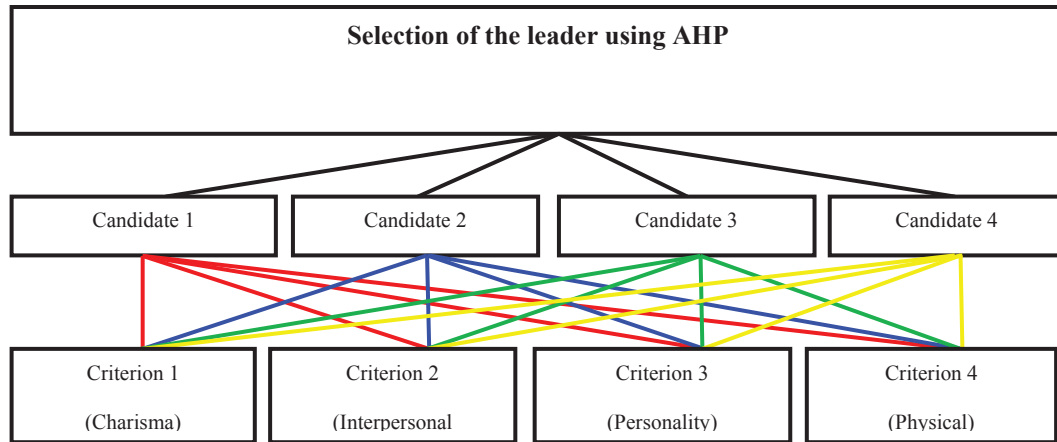 Selection of the leader using AHP
Candidate 1
Candidate 2
Candidate 3
Candidate 4
Criterion 1
(Charisma)
Criterion 2
(Interpersonal
Criterion 3
(Personality)
Criterion 4
(Physical)